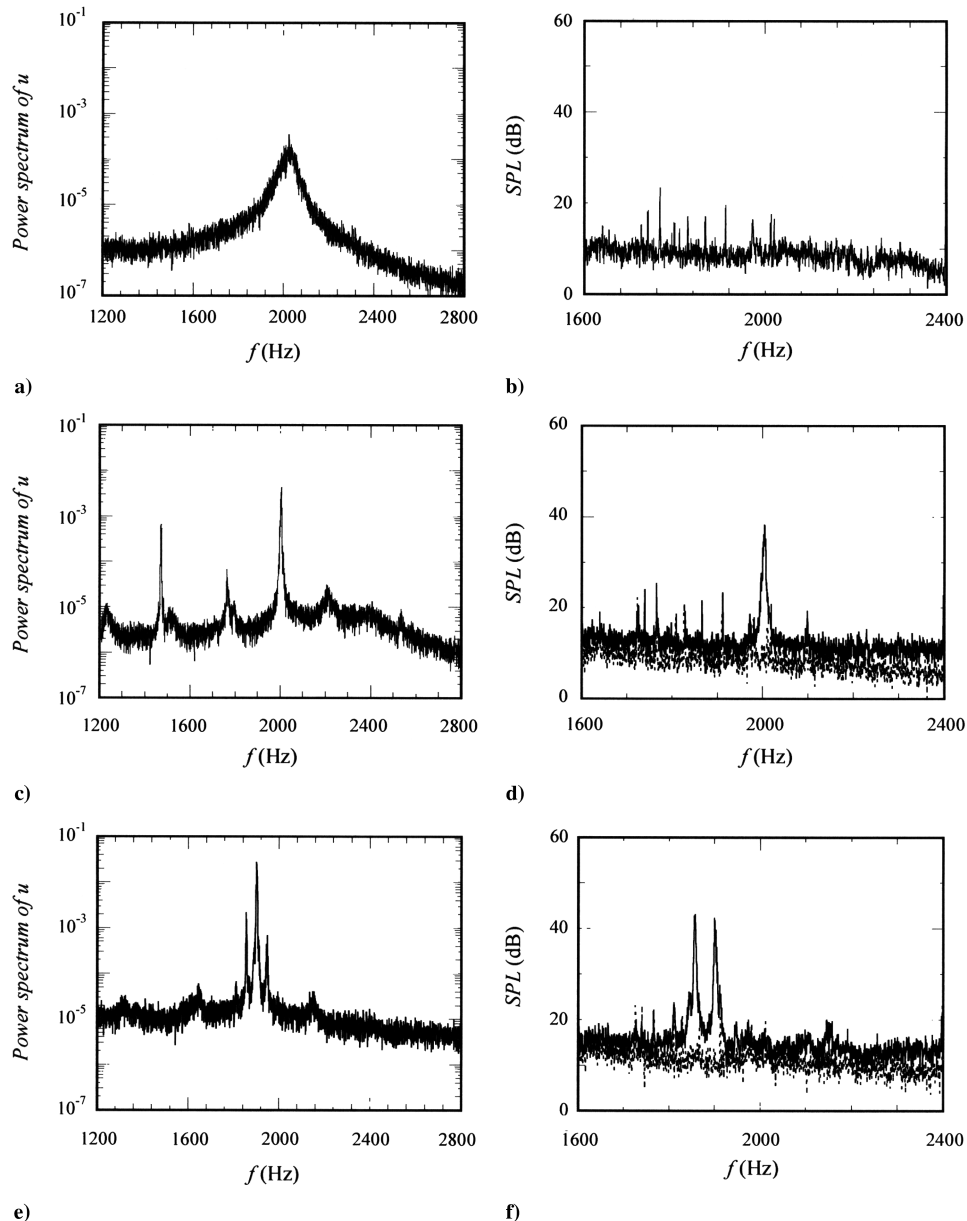 Power spectrum of u
10^-1
10^-3
10^-5
10^-7
1200 1600 2000 2400 2800
f (Hz)
a)
SPL (dB)
60
40
20
0
1600 2000 2400
f (Hz)
b)
Power spectrum of u
10^-1
10^-3
10^-5
10^-7
1200 1600 2000 2400 2800
f (Hz)
c)
SPL (dB)
60
40
20
0
1600 2000 2400
f (Hz)
d)
Power spectrum of u
10^-1
10^-3
10^-5
10^-7
1200 1600 2000 2400 2800
f (Hz)
e)
SPL (dB)
60
40
20
0
1600 2000 2400
f (Hz)
f)